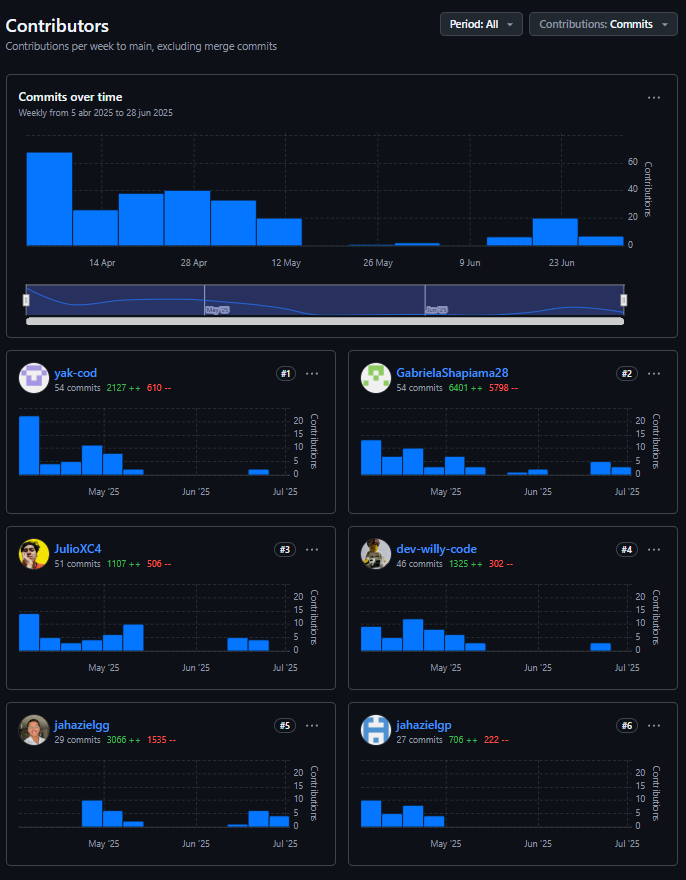 Contributors
Period: All
Contributions: Commits
Contributions per week to main, excluding merge commits
Commits over time
Weekly from 5 abr 2025 to 28 jun 2025
60
40
20
0
Contributions
14 Apr 28 Apr 12 May 26 May 9 Jun 23 Jun
May '25 Jun '25
yak-cod #1
54 commits 2127 ++ 610 --
20
15
10
5
0
Contributions
May '25 Jun '25 Jul '25
GabrielaShapiama28 #2
54 commits 6401 ++ 5798 --
20
15
10
5
0
Contributions
May '25 Jun '25 Jul '25
JulioXC4 #3
51 commits 1107 ++ 506 --
20
15
10
5
0
Contributions
May '25 Jun '25 Jul '25
dev-willy-code #4
46 commits 1325 ++ 302 --
20
15
10
5
0
Contributions
May '25 Jun '25 Jul '25
jahazielgg #5
29 commits 3066 ++ 1535 --
20
15
10
5
0
Contributions
May '25 Jun '25 Jul '25
jahazielgp #6
27 commits 706 ++ 222 --
20
15
10
5
0
Contributions
May '25 Jun '25 Jul '25